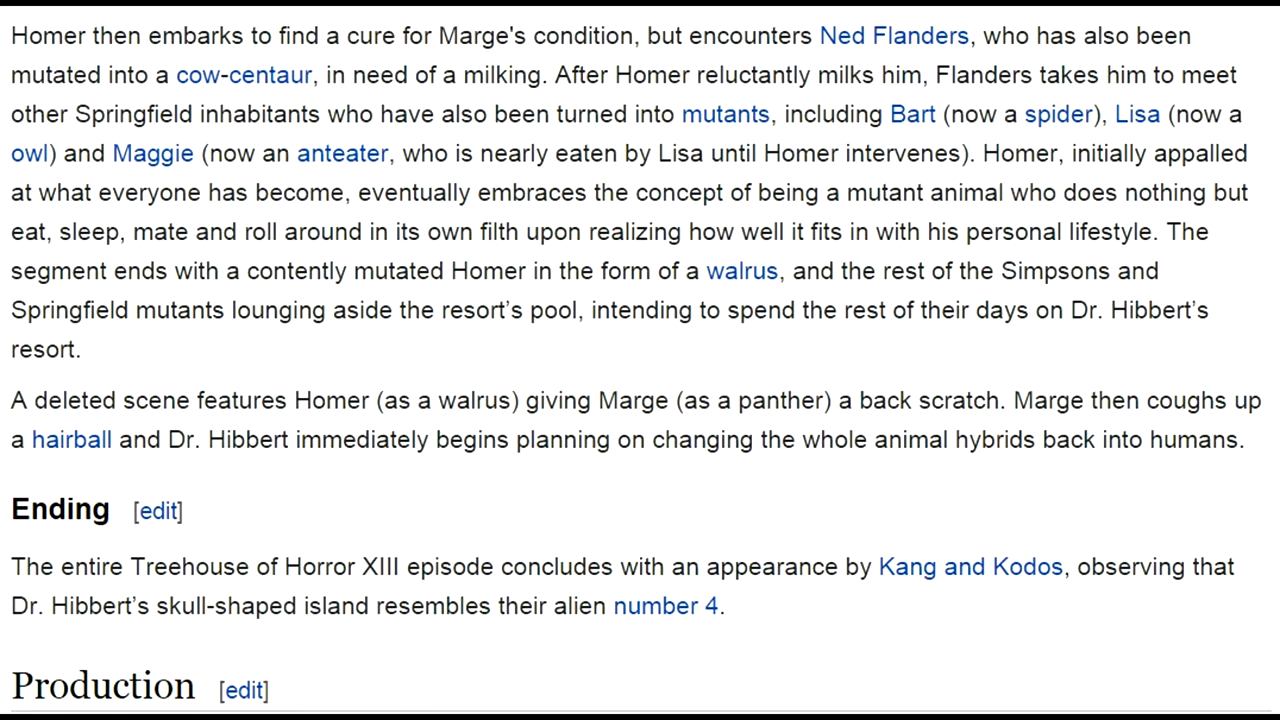 Homer then embarks to find a cure for Marge's condition, but encounters Ned Flanders, who has also been
mutated into a cow-centaur, in need of a milking. After Homer reluctantly milks him, Flanders takes him to meet
other Springfield inhabitants who have also been turned into mutants, including Bart (now a spider), Lisa (now a
owl) and Maggie (now an anteater, who is nearly eaten by Lisa until Homer intervenes). Homer, initially appalled
at what everyone has become, eventually embraces the concept of being a mutant animal who does nothing but
eat, sleep, mate and roll around in its own filth upon realizing how well it fits in with his personal lifestyle. The
segment ends with a contently mutated Homer in the form of a walrus, and the rest of the Simpsons and
Springfield mutants lounging aside the resort’s pool, intending to spend the rest of their days on Dr. Hibbert’s
resort.
A deleted scene features Homer (as a walrus) giving Marge (as a panther) a back scratch. Marge then coughs up
a hairball and Dr. Hibbert immediately begins planning on changing the whole animal hybrids back into humans.
Ending [edit]
The entire Treehouse of Horror XIII episode concludes with an appearance by Kang and Kodos, observing that
Dr. Hibbert’s skull-shaped island resembles their alien number 4.
Production [edit]